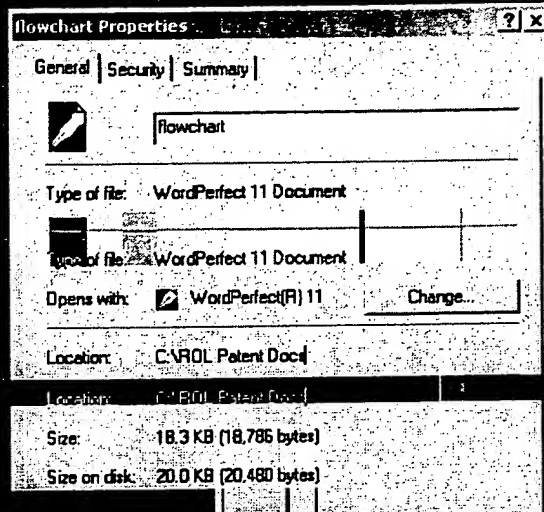 flowchart Properties
General Security Summary
flowchart
Type of file: WordPerfect 11 Document
Type of file: WordPerfect 11 Document
Opens with: WordPerfect(R) 11 Change...
Location: C:\ROL Patent Docs
Location: C:\ROL Patent Docs
Size: 18.3 KB (18,786 bytes)
Size on disk: 20.0 KB (20,480 bytes)